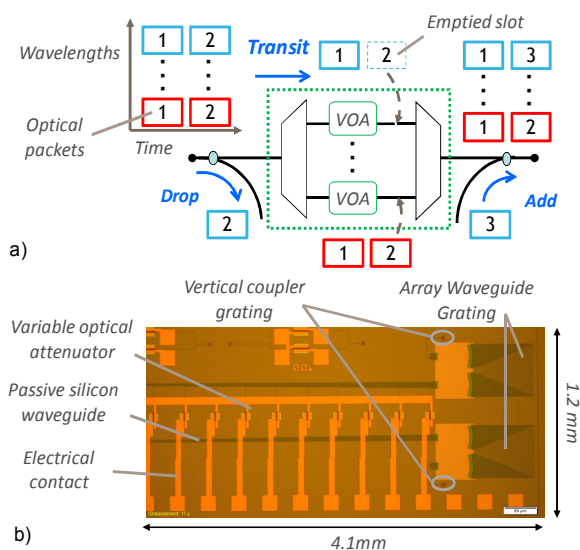 Wavelengths
1 2
1 2
Optical packets
Time
Transit
1 2
Emptied slot
1 3
1 2
VOA
VOA
Drop
2
1 2
3
Add
a)
Vertical coupler grating
Array Waveguide Grating
Variable optical attenuator
Passive silicon waveguide
Electrical contact
1.2 mm
4.1mm
b)